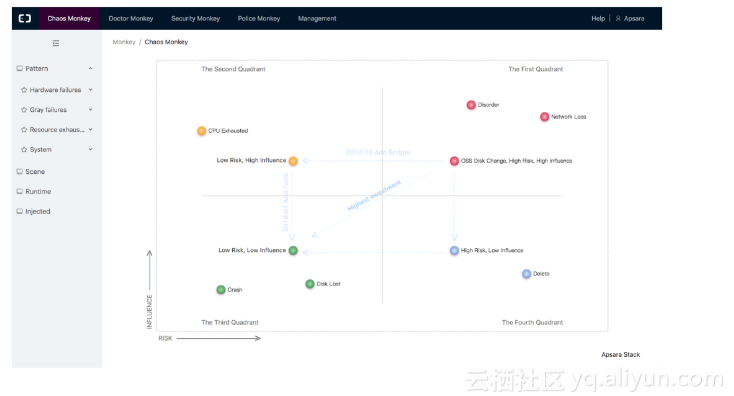 Chaos Monkey
Doctor Monkey
Security Monkey
Police Monkey
Management
Help
Apsara
Monkey / Chaos Monkey
Pattern
Hardware failures
Gray failures
Resource exhaus...
System
Scene
Runtime
Injected
The Second Quadrant
The First Quadrant
Disorder
Network Loss
CPU Exhausted
2017.12 Add Scripts
Low Risk, High Influence
OSS Disk Change, High Risk, High Influence
2018.01 Add Tools
Highest Investment
Low Risk, Low Influence
High Risk, Low Influence
Delete
Disk Lost
Crash
INFLUENCE
The Third Quadrant
The Fourth Quadrant
RISK
Apsara Stack
云栖社区 yq.aliyun.com